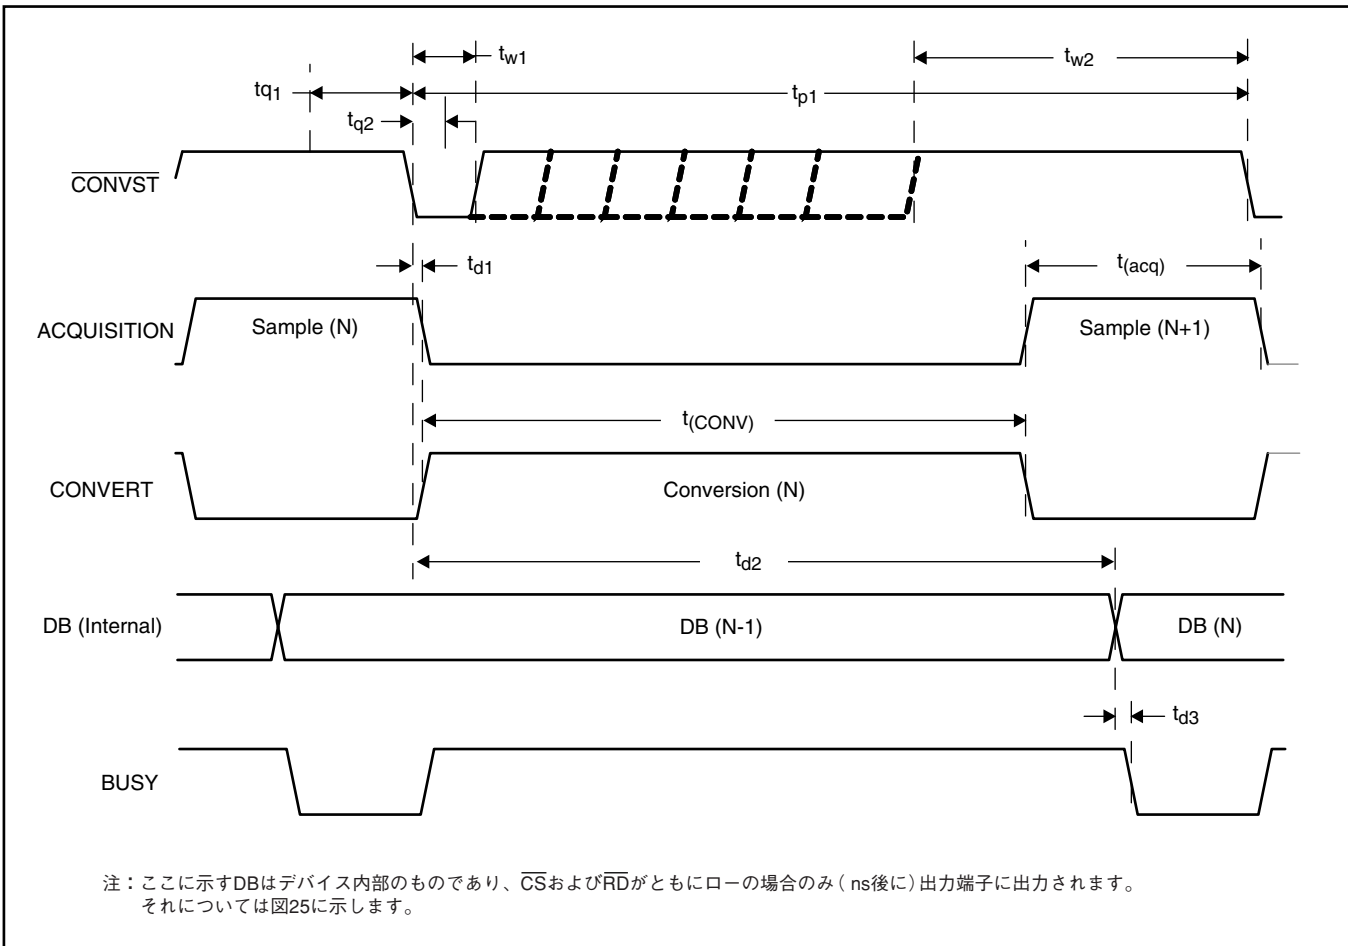 tw1
tw2
tq1
tp1
tq2
CONVST
td1
t(acq)
ACQUISITION
Sample (N)
Sample (N+1)
t(CONV)
CONVERT
Conversion (N)
td2
DB (Internal)
DB (N-1)
DB (N)
td3
BUSY
注：ここに示すDBはデバイス内部のものであり、CSおよびRDがともにローの場合のみ( ns後に)出力端子に出力されます。
それについては図25に示します。